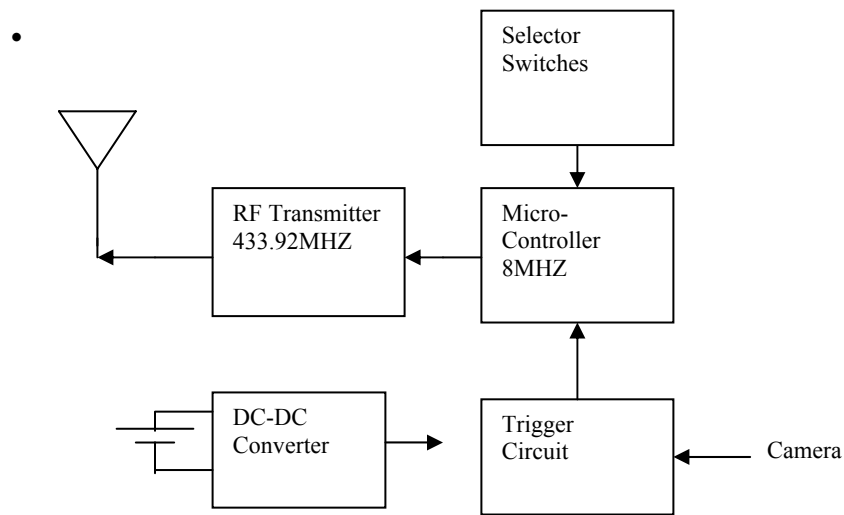 Selector
Switches
RF Transmitter
433.92MHZ
Micro-
Controller
8MHZ
DC-DC
Converter
Trigger
Circuit
Camera